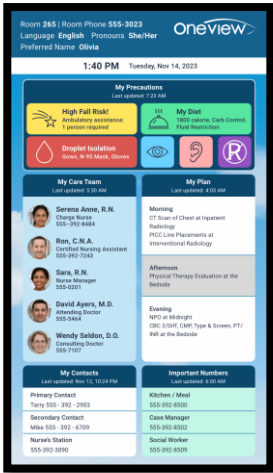 Room 265 | Room Phone 555-3023
Language English Pronouns She/Her
Preferred Name Olivia
oneview
1:40 PM Tuesday, Nov 14, 2023
My Precautions
Last updated: 7:23 AM
High Fall Risk!
Ambulatory assistance:
1 person required
My Diet
1800 calorie, Carb Control,
Fluid Restriction
Droplet Isolation
Gown, N-95 Mask, Gloves
R
My Care Team
Last updated: 5:30 AM
Serena Anne, R.N.
Charge Nurse
555-392-8484
Ron, C.N.A.
Certified Nursing Assistant
555-392-7243
Sara, R.N.
Nurse Manager
555-0201
David Ayers, M.D.
Attending Doctor
555-5464
Wendy Seldon, D.O.
Consulting Doctor
555-7107
My Plan
Last updated: 4:03 AM
Morning
CT Scan of Chest at Inpatient
Radiology
PICC Line Placements at
Interventional Radiology
Afternoon
Physical Therapy Evaluation at the
Bedside
Evening
NPO at Midnight
CBC 2/Diff, CMP, Type & Screen, PT/
INR at the Bedside
My Contacts
Last updated: Nov 12, 10:24 PM
Primary Contact
Terry 555 - 392 - 2903
Secondary Contact
Mike 555 - 392 - 6709
Nurse's Station
555-392-3090
Important Numbers
Last updated: 6:00 AM
Kitchen / Meal
555-392-8500
Case Manager
555-392-8502
Social Worker
555-392-8509